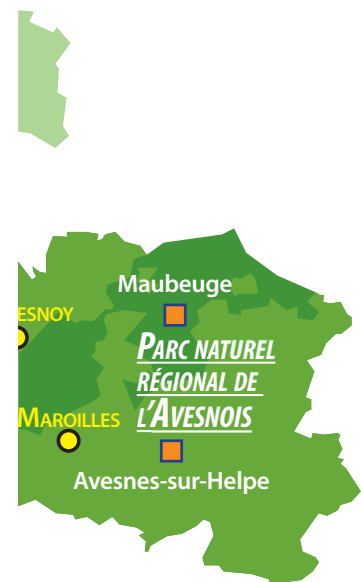 Maubeuge
ESNOY
PARC NATUREL
RÉGIONAL DE
L'AVESNOIS
MAROILLES
Avesnes-sur-Helpe